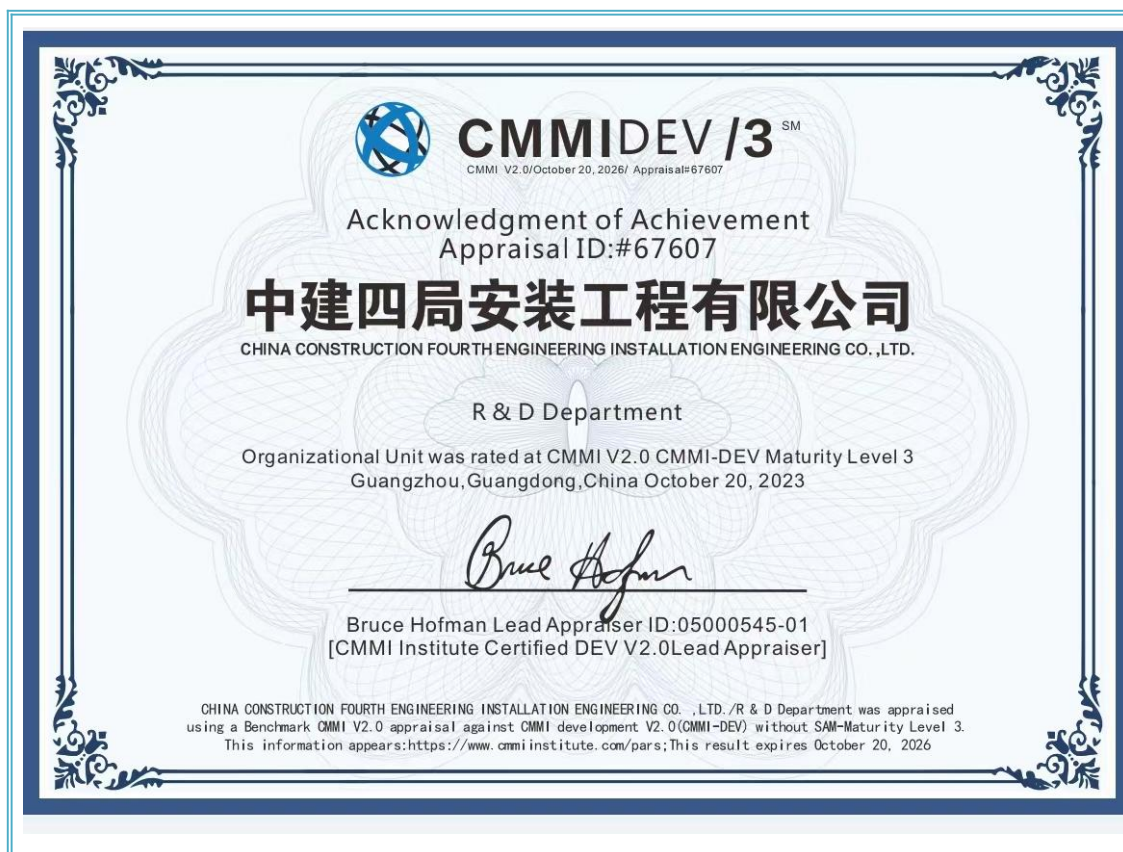 CMMIDEV /3 SM
CMMI V2.0/October 20, 2026/ Appraisal#67607
Acknowledgment of Achievement
Appraisal ID:#67607
中建四局安装工程有限公司
CHINA CONSTRUCTION FOURTH ENGINEERING INSTALLATION ENGINEERING CO.,LTD.
R & D Department
Organizational Unit was rated at CMMI V2.0 CMMI-DEV Maturity Level 3
Guangzhou,Guangdong,China October 20, 2023
Bruce Hofman
Bruce Hofman Lead Appraiser ID:05000545-01
[CMMI Institute Certified DEV V2.0Lead Appraiser]
CHINA CONSTRUCTION FOURTH ENGINEERING INSTALLATION ENGINEERING CO. ,LTD./R & D Department was appraised
using a Benchmark CMMI V2.0 appraisal against CMMI development V2.0(CMMI-DEV) without SAM-Maturity Level 3.
This information appears:https://www.cmmiinstitute.com/pars;This result expires October 20, 2026